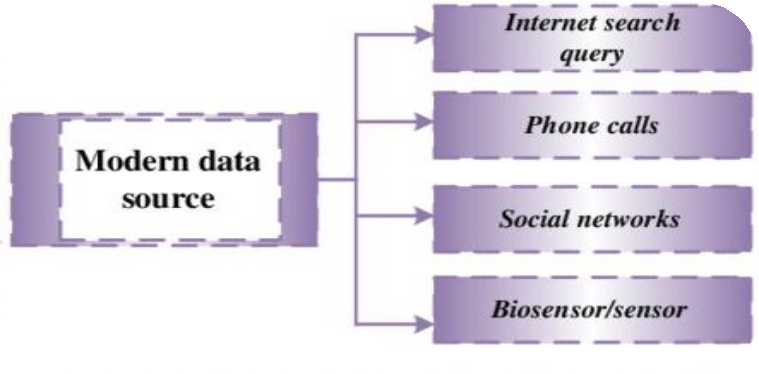 Internet search
query
Modern data
source
Phone calls
Social networks
Biosensor/sensor